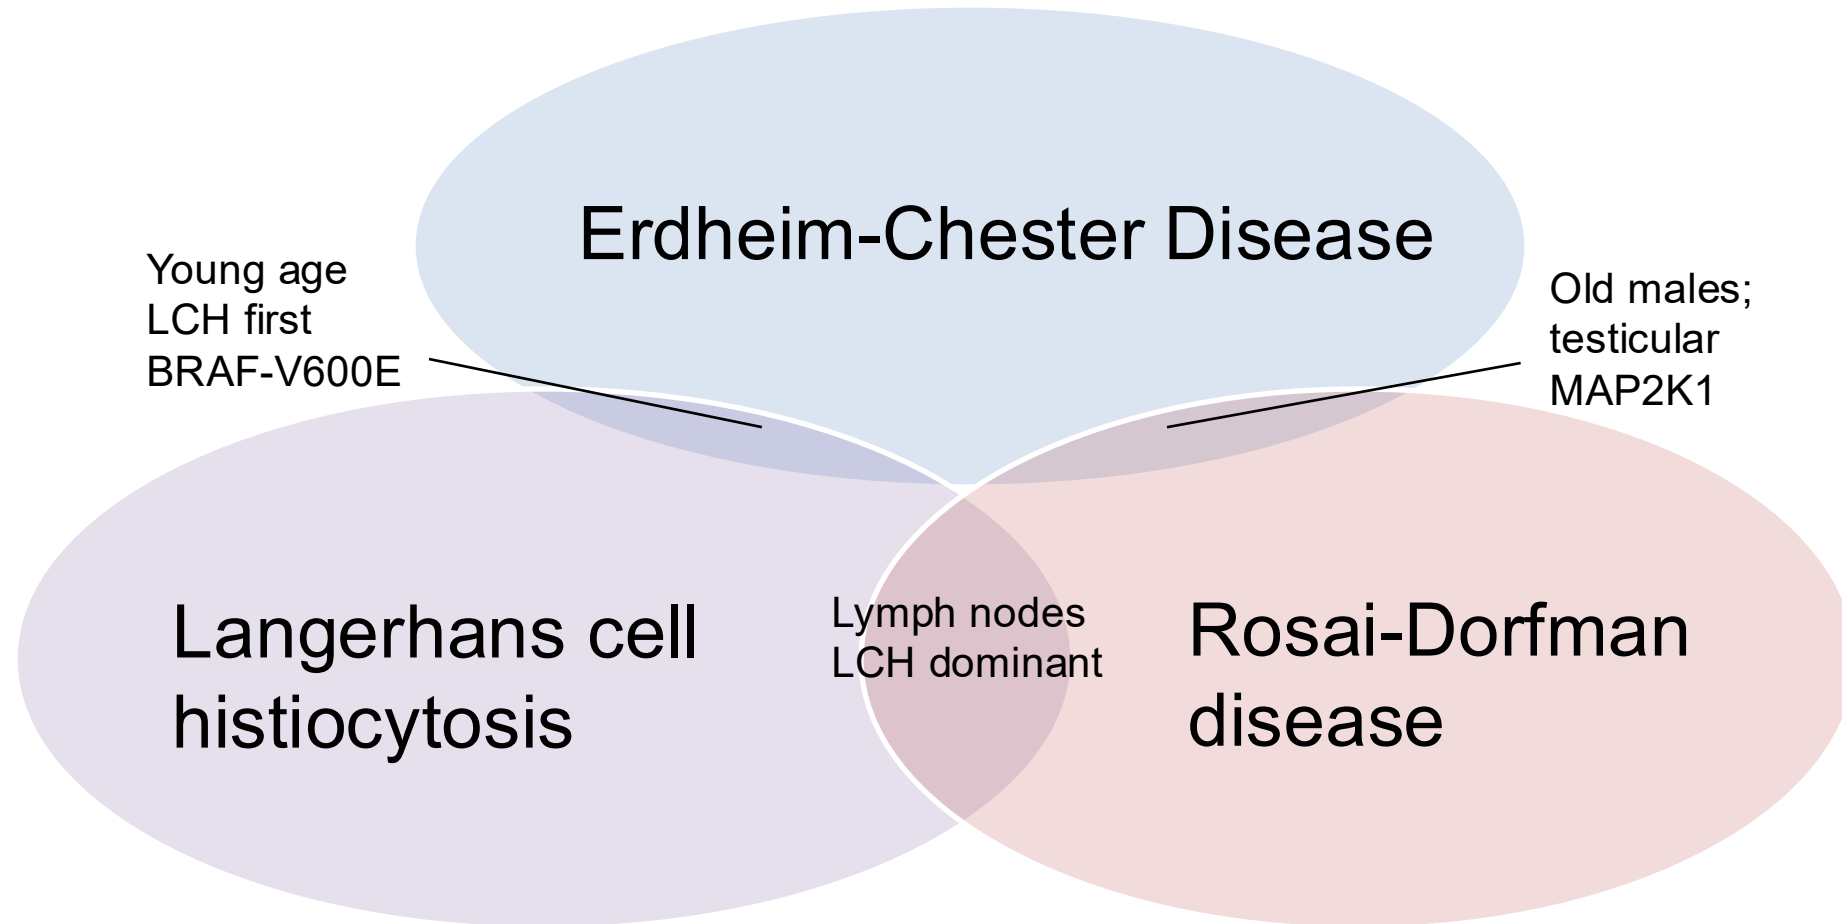 Erdheim-Chester Disease
Young age
LCH first
BRAF-V600E
Old males;
testicular
MAP2K1
Langerhans cell
histiocytosis
Lymph nodes
LCH dominant
Rosai-Dorfman
disease